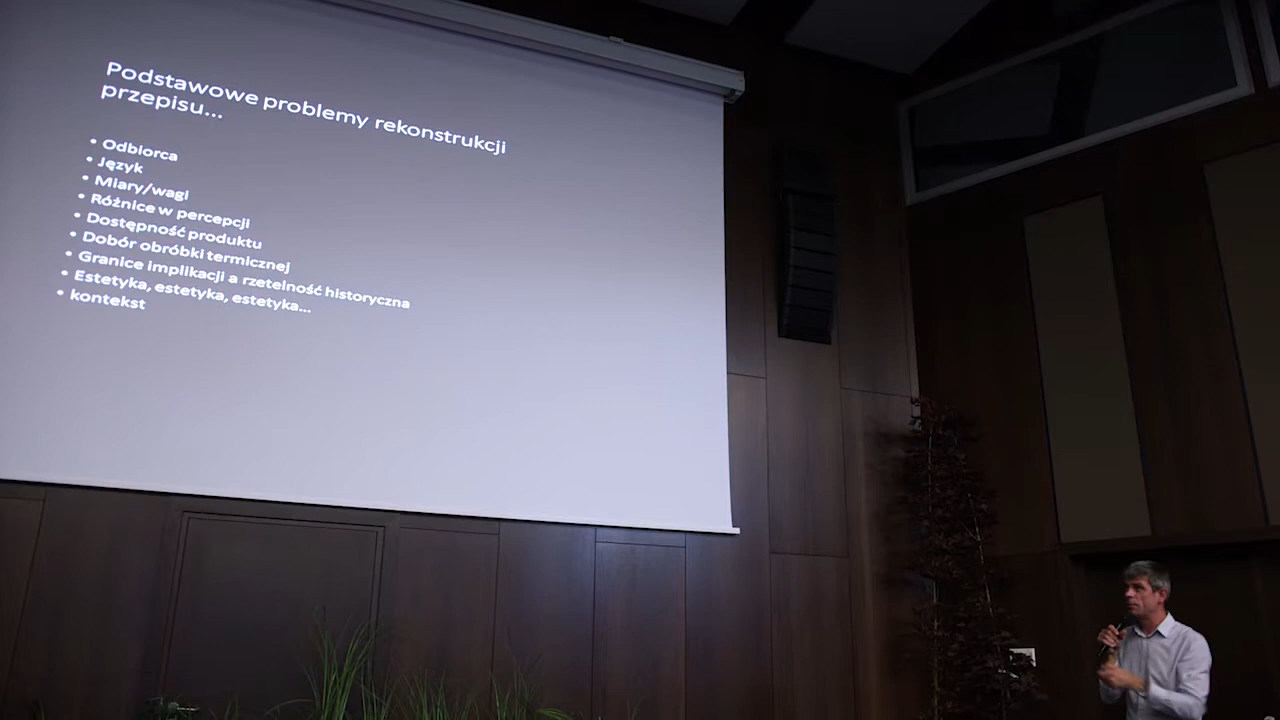 Podstawowe problemy rekonstrukcji
przepisu...
• Odbiorca
• Język
• Miary/wagi
• Różnice w percepcji
• Dostępność produktu
• Dobór obróbki termicznej
• Granice implikacji a rzetelność historyczna
• Estetyka, estetyka, estetyka...
• kontekst